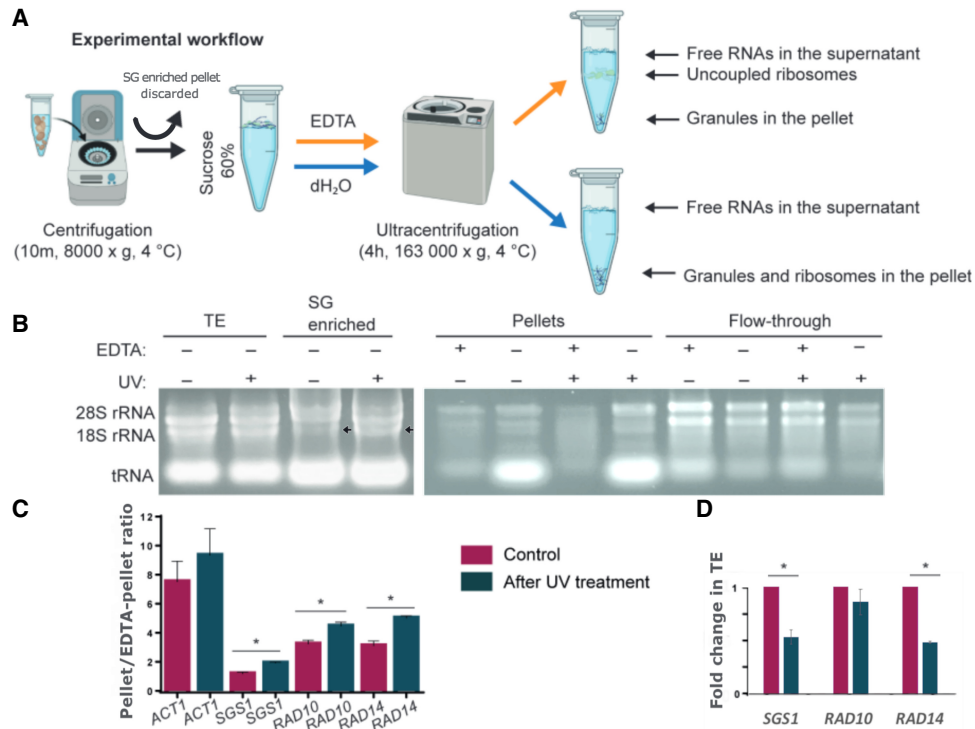 A
Experimental workflow
SG enriched pellet
discarded
Sucrose
60%
EDTA
dH₂O
Centrifugation
(10m, 8000 x g, 4 °C)
Ultracentrifugation
(4h, 163 000 x g, 4 °C)
Free RNAs in the supernatant
Uncoupled ribosomes
Granules in the pellet
Free RNAs in the supernatant
Granules and ribosomes in the pellet
B
TE
SG
enriched
Pellets
Flow-through
EDTA: – – – – + – + – + – + –
UV: – + – + – – + + – – + +
28S rRNA
18S rRNA
tRNA
C
Pellet/EDTA-pellet ratio
12
10
8
6
4
2
0
* * *
ACT1 ACT1 SGS1 SGS1 RAD10 RAD10 RAD14 RAD14
Control
After UV treatment
D
Fold change in TE
1
0
* *
SGS1 RAD10 RAD14